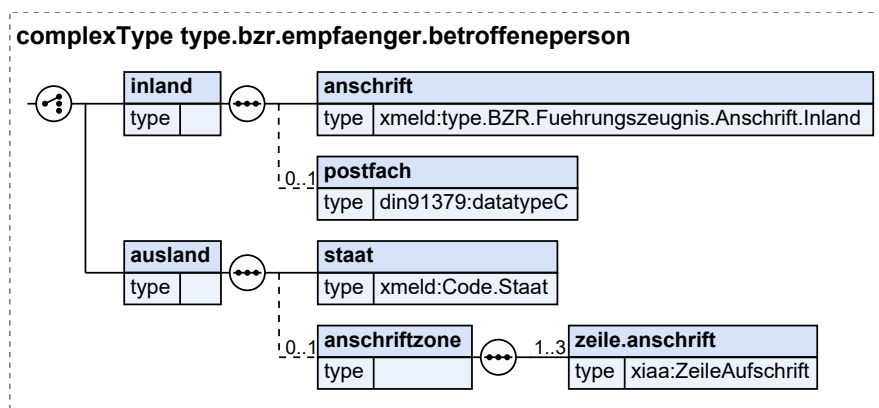 complexType type.bzr.empfaenger.betroffeneperson
inland
type
anschrift
type xmeld:type.BZR.Fuehrungszeugnis.Anschrift.Inland
0..1
postfach
type din91379:datatypeC
ausland
type
staat
type xmeld:Code.Staat
0..1
anschriftzone
type
1..3
zeile.anschrift
type xiaa:ZeileAufschrift